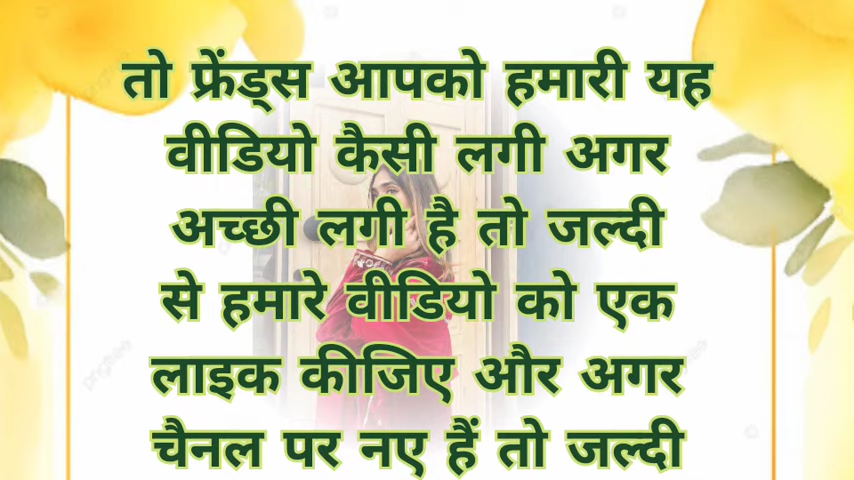 तो फ्रेंड्स आपको हमारी यह
वीडियो कैसी लगी अगर
अच्छी लगी है तो जल्दी
से हमारे वीडियो को एक
लाइक कीजिए और अगर
चैनल पर नए हैं तो जल्दी